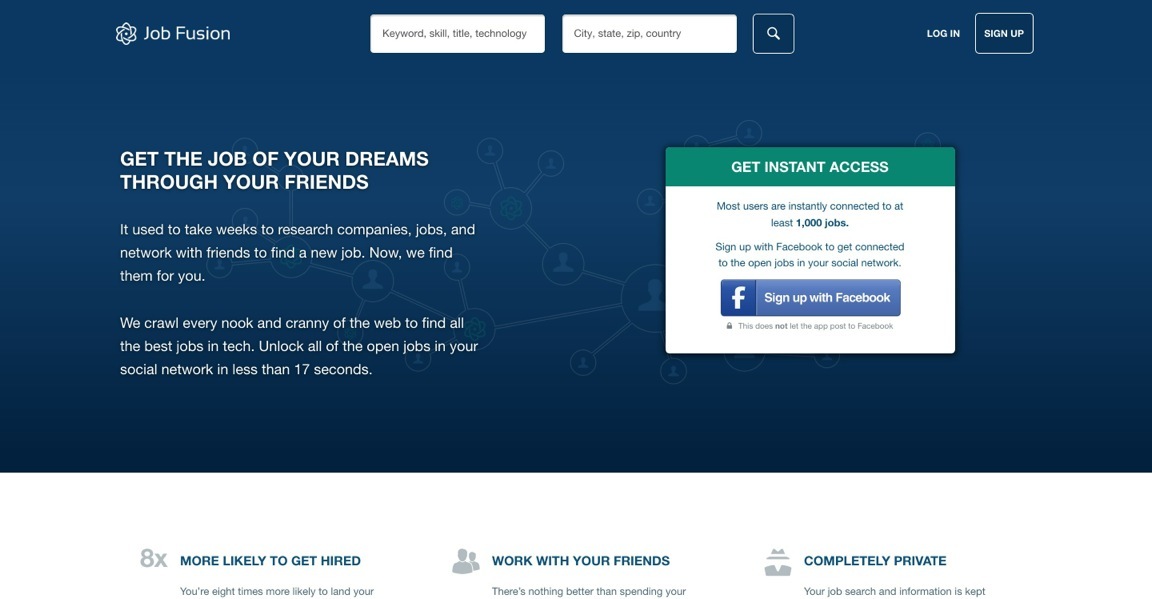 Job Fusion
Keyword, skill, title, technology
City, state, zip, country
LOG IN
SIGN UP
GET THE JOB OF YOUR DREAMS
THROUGH YOUR FRIENDS
It used to take weeks to research companies, jobs, and
network with friends to find a new job. Now, we find
them for you.
We crawl every nook and cranny of the web to find all
the best jobs in tech. Unlock all of the open jobs in your
social network in less than 17 seconds.
GET INSTANT ACCESS
Most users are instantly connected to at
least 1,000 jobs.
Sign up with Facebook to get connected
to the open jobs in your social network.
f Sign up with Facebook
This does not let the app post to Facebook
8x MORE LIKELY TO GET HIRED
You're eight times more likely to land your
WORK WITH YOUR FRIENDS
There's nothing better than spending your
COMPLETELY PRIVATE
Your job search and information is kept